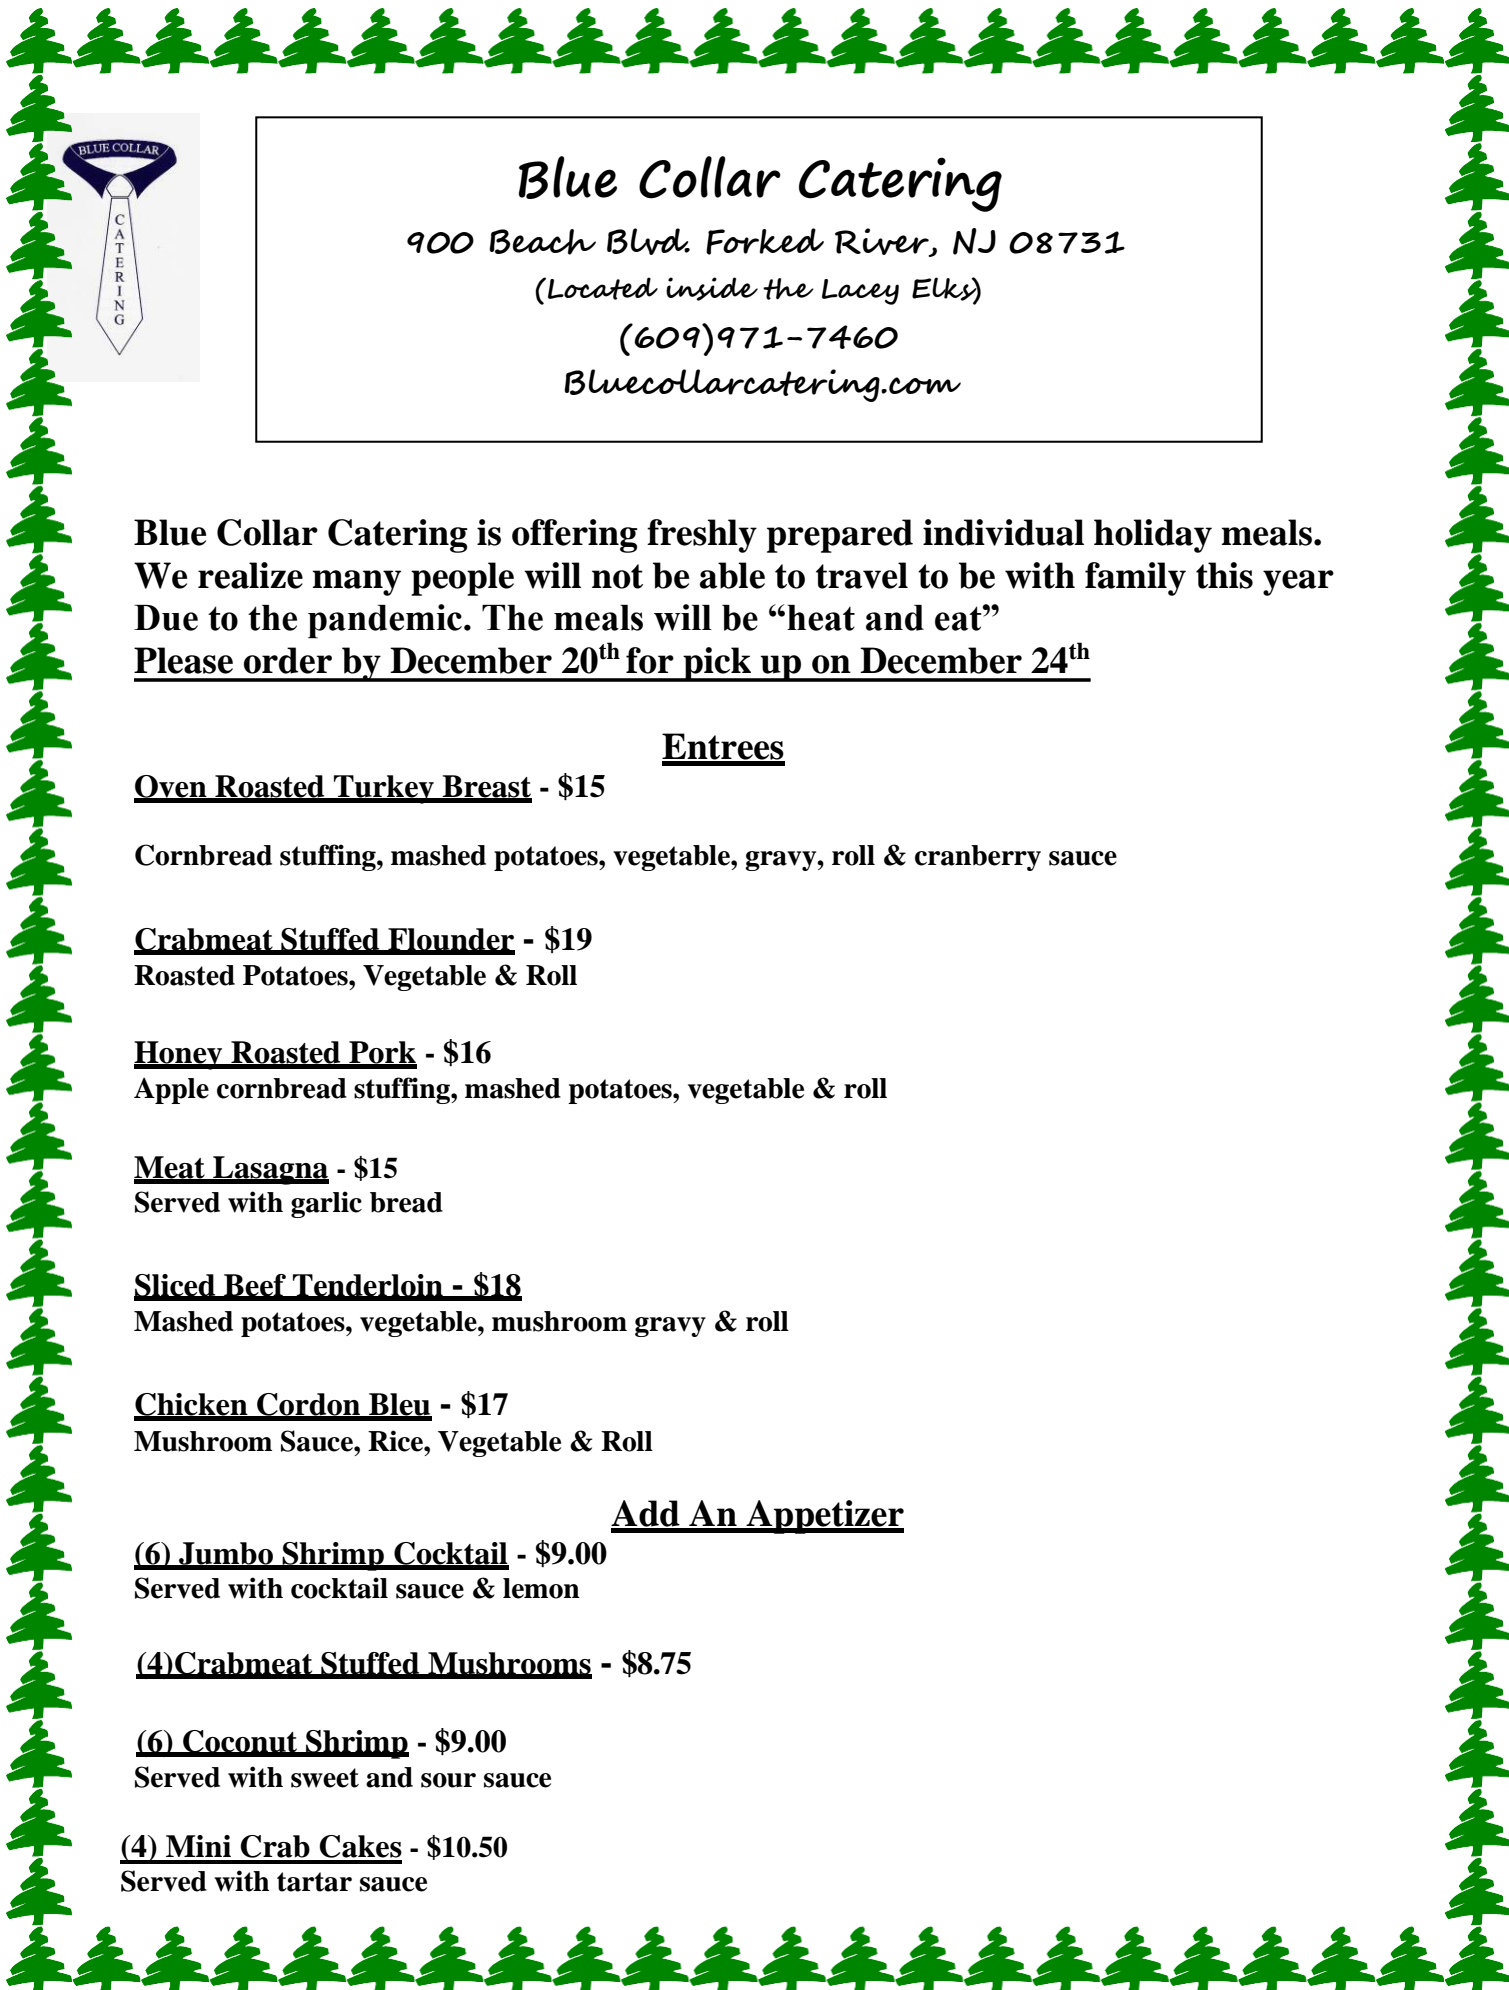 BLUE COLLAR
CATERING
Blue Collar Catering
900 Beach Blvd. Forked River, NJ 08731
(Located inside the Lacey Elks)
(609)971-7460
Bluecollarcatering.com
Blue Collar Catering is offering freshly prepared individual holiday meals.
We realize many people will not be able to travel to be with family this year
Due to the pandemic. The meals will be “heat and eat”
Please order by December 20th for pick up on December 24th
Entrees
Oven Roasted Turkey Breast - $15
Cornbread stuffing, mashed potatoes, vegetable, gravy, roll & cranberry sauce
Crabmeat Stuffed Flounder - $19
Roasted Potatoes, Vegetable & Roll
Honey Roasted Pork - $16
Apple cornbread stuffing, mashed potatoes, vegetable & roll
Meat Lasagna - $15
Served with garlic bread
Sliced Beef Tenderloin - $18
Mashed potatoes, vegetable, mushroom gravy & roll
Chicken Cordon Bleu - $17
Mushroom Sauce, Rice, Vegetable & Roll
Add An Appetizer
(6) Jumbo Shrimp Cocktail - $9.00
Served with cocktail sauce & lemon
(4)Crabmeat Stuffed Mushrooms - $8.75
(6) Coconut Shrimp - $9.00
Served with sweet and sour sauce
(4) Mini Crab Cakes - $10.50
Served with tartar sauce